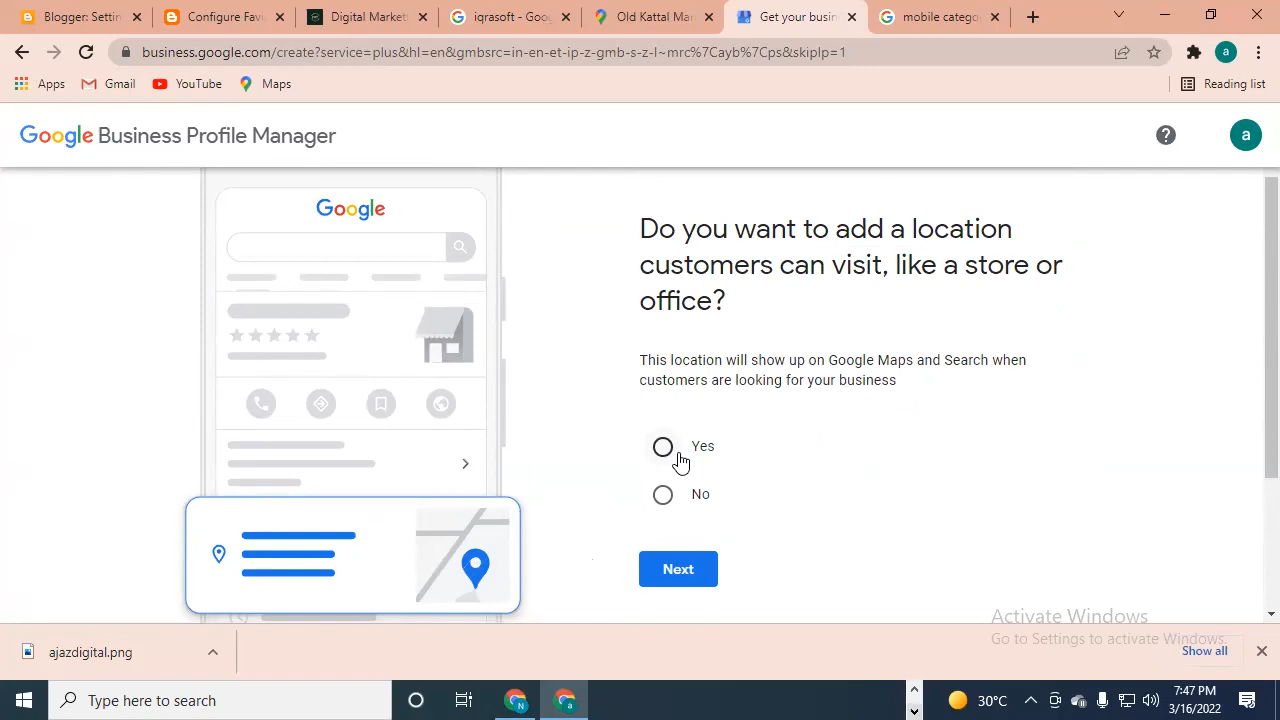 Blogger: Settin
Configure Favi
Digital Market
iqrasoft - Goog
Old Kattal Mar
Get your busin
mobile catego
business.google.com/create?service=plus&hl=en&gmbsrc=in-en-et-ip-z-gmb-s-z-l~mrc%7Cayb%7Cps&skiplp=1
a
Apps
Gmail
YouTube
Maps
Reading list
Google Business Profile Manager
a
Google
Do you want to add a location
customers can visit, like a store or
office?
This location will show up on Google Maps and Search when
customers are looking for your business
Yes
No
Next
Activate Windows
Go to Settings to activate Windows.
ajazdigital.png
Show all
Type here to search
N
a
30°C
7:47 PM
3/16/2022